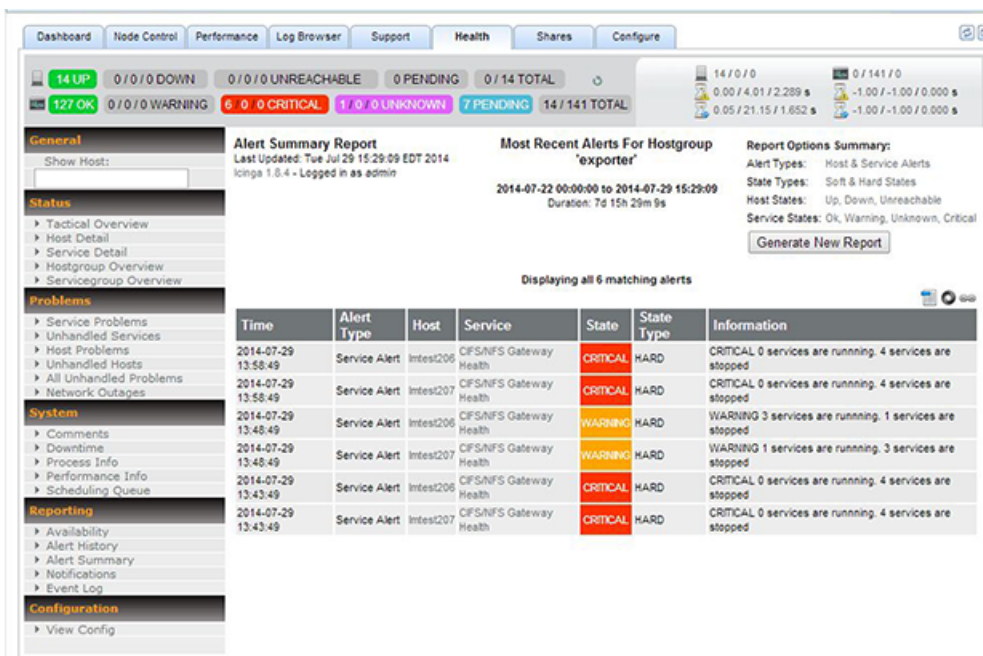 Dashboard Node Control Performance Log Browser Support Health Shares Configure
14 UP 0 / 0 / 0 DOWN 0 / 0 / 0 UNREACHABLE 0 PENDING 0 / 14 TOTAL
127 OK 0 / 0 / 0 WARNING 6 / 0 / 0 CRITICAL 1 / 0 / 0 UNKNOWN 7 PENDING 14 / 141 TOTAL
14 / 0 / 0 0 / 141 / 0
0.00 / 4.01 / 2.289 s -1.00 / -1.00 / 0.000 s
0.05 / 21.15 / 1.652 s -1.00 / -1.00 / 0.000 s
General
Show Host:
Status
Tactical Overview
Host Detail
Service Detail
Hostgroup Overview
Servicegroup Overview
Problems
Service Problems
Unhandled Services
Host Problems
Unhandled Hosts
All Unhandled Problems
Network Outages
System
Comments
Downtime
Process Info
Performance Info
Scheduling Queue
Reporting
Availability
Alert History
Alert Summary
Notifications
Event Log
Configuration
View Config
Alert Summary Report
Last Updated: Tue Jul 29 15:29:09 EDT 2014
Icinga 1.8.4 - Logged in as admin
Most Recent Alerts For Hostgroup
'exporter'
2014-07-22 00:00:00 to 2014-07-29 15:29:09
Duration: 7d 15h 29m 9s
Report Options Summary:
Alert Types: Host & Service Alerts
State Types: Soft & Hard States
Host States: Up, Down, Unreachable
Service States: Ok, Warning, Unknown, Critical
Generate New Report
Displaying all 6 matching alerts
Time Alert Type Host Service State State Type Information
2014-07-29 13:58:49 Service Alert lmtest206 CIFS/NFS Gateway Health CRITICAL HARD CRITICAL 0 services are runnning. 4 services are stopped
2014-07-29 13:58:49 Service Alert lmtest207 CIFS/NFS Gateway Health CRITICAL HARD CRITICAL 0 services are runnning. 4 services are stopped
2014-07-29 13:48:49 Service Alert lmtest206 CIFS/NFS Gateway Health WARNING HARD WARNING 3 services are runnning. 1 services are stopped
2014-07-29 13:48:49 Service Alert lmtest207 CIFS/NFS Gateway Health WARNING HARD WARNING 1 services are runnning. 3 services are stopped
2014-07-29 13:43:49 Service Alert lmtest206 CIFS/NFS Gateway Health CRITICAL HARD CRITICAL 0 services are runnning. 4 services are stopped
2014-07-29 13:43:49 Service Alert lmtest207 CIFS/NFS Gateway Health CRITICAL HARD CRITICAL 0 services are runnning. 4 services are stopped